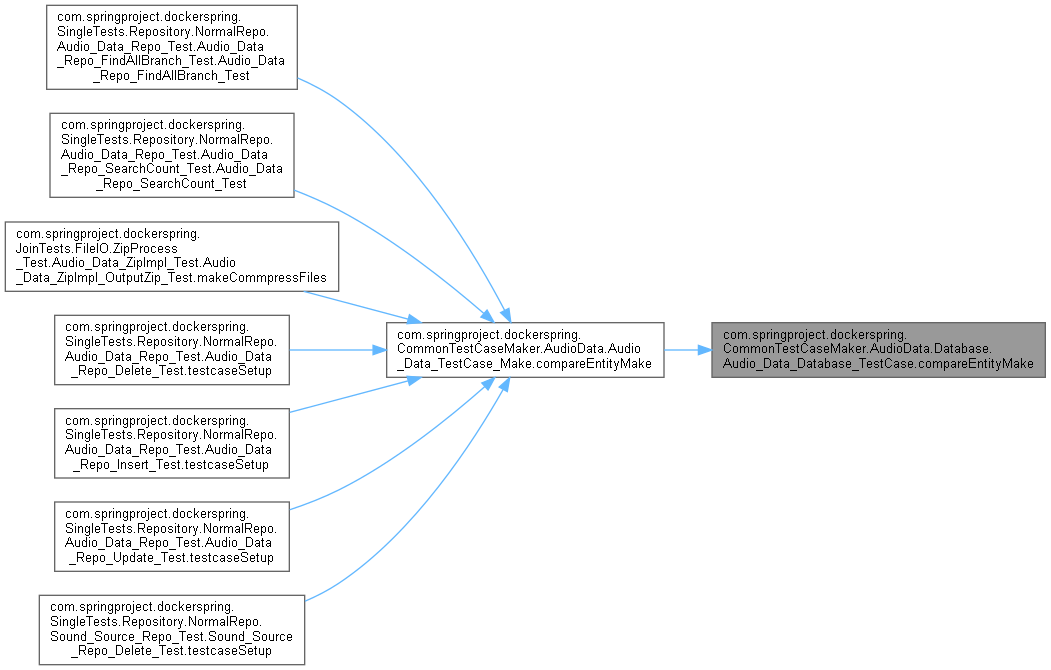 com.springproject.dockerspring.
SingleTests.Repository.NormalRepo.
Audio_Data_Repo_Test.Audio_Data
_Repo_FindAllBranch_Test.Audio_Data
_Repo_FindAllBranch_Test
com.springproject.dockerspring.
SingleTests.Repository.NormalRepo.
Audio_Data_Repo_Test.Audio_Data
_Repo_SearchCount_Test.Audio_Data
_Repo_SearchCount_Test
com.springproject.dockerspring.
JoinTests.FileIO.ZipProcess
_Test.Audio_Data_ZipImpl_Test.Audio
_Data_ZipImpl_OutputZip_Test.makeCommpressFiles
com.springproject.dockerspring.
SingleTests.Repository.NormalRepo.
Audio_Data_Repo_Test.Audio_Data
_Repo_Delete_Test.testcaseSetup
com.springproject.dockerspring.
SingleTests.Repository.NormalRepo.
Audio_Data_Repo_Test.Audio_Data
_Repo_Insert_Test.testcaseSetup
com.springproject.dockerspring.
SingleTests.Repository.NormalRepo.
Audio_Data_Repo_Test.Audio_Data
_Repo_Update_Test.testcaseSetup
com.springproject.dockerspring.
SingleTests.Repository.NormalRepo.
Sound_Source_Repo_Test.Sound_Source
_Repo_Delete_Test.testcaseSetup
com.springproject.dockerspring.
CommonTestCaseMaker.AudioData.Audio
_Data_TestCase_Make.compareEntityMake
com.springproject.dockerspring.
CommonTestCaseMaker.AudioData.Database.
Audio_Data_Database_TestCase.compareEntityMake